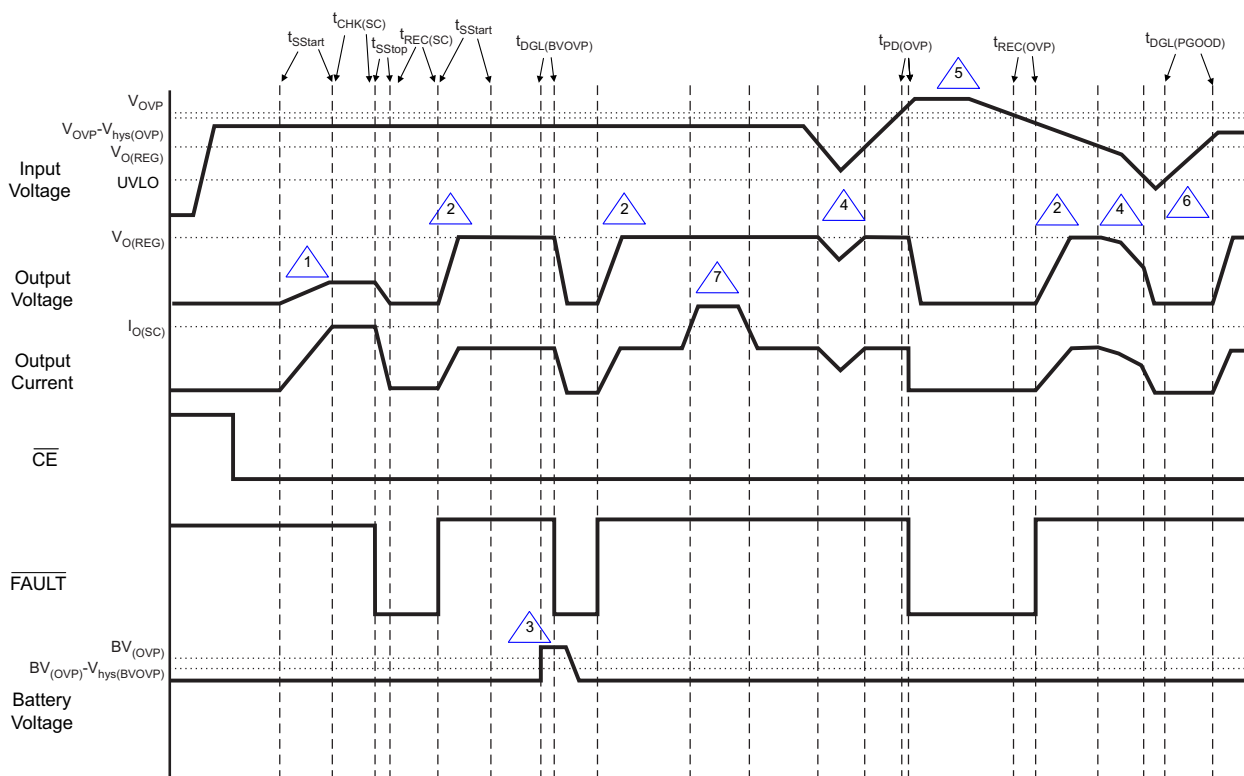 tSStart
tCHK(SC)
tSStop
tREC(SC)
tSStart
tDGL(BVOVP)
tPD(OVP)
tREC(OVP)
tDGL(PGOOD)
5
VOVP
VOVP-Vhys(OVP)
VO(REG)
Input
Voltage
UVLO
2
2
4
2
4
6
VO(REG)
1
7
Output
Voltage
IO(SC)
Output
Current
CE
FAULT
3
BV(OVP)
BV(OVP)-Vhys(BVOVP)
Battery
Voltage